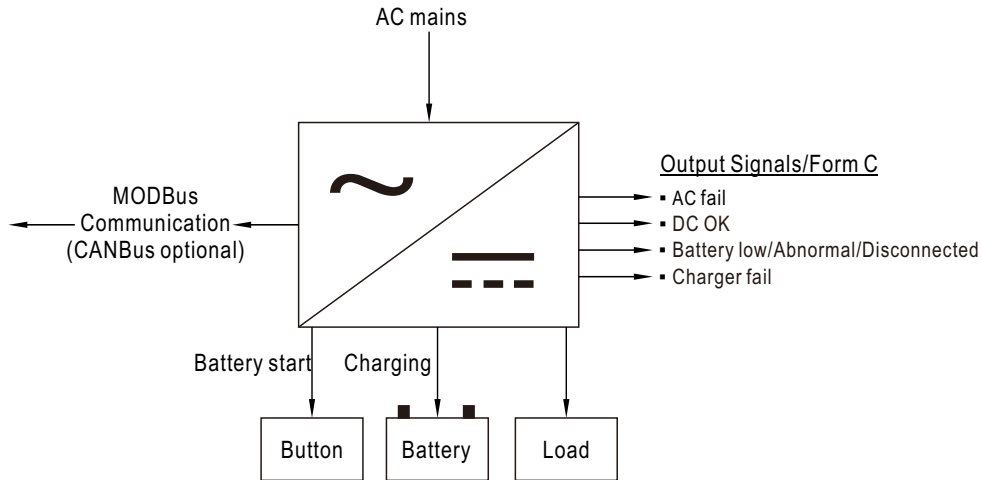 AC mains
Output Signals/Form C
▪ AC fail
▪ DC OK
▪ Battery low/Abnormal/Disconnected
▪ Charger fail
MODBus
Communication
(CANBus optional)
Battery start
Charging
Button
Battery
Load